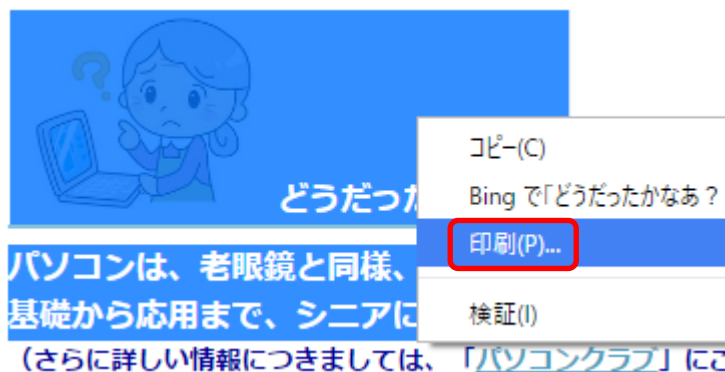 どうだった
コピー(C)
Bing で「どうだったかなあ？
印刷(P)...
検証(I)
パソコンは、老眼鏡と同様、
基礎から応用まで、シニアに
（さらに詳しい情報につきましては、「パソコンクラブ」にご